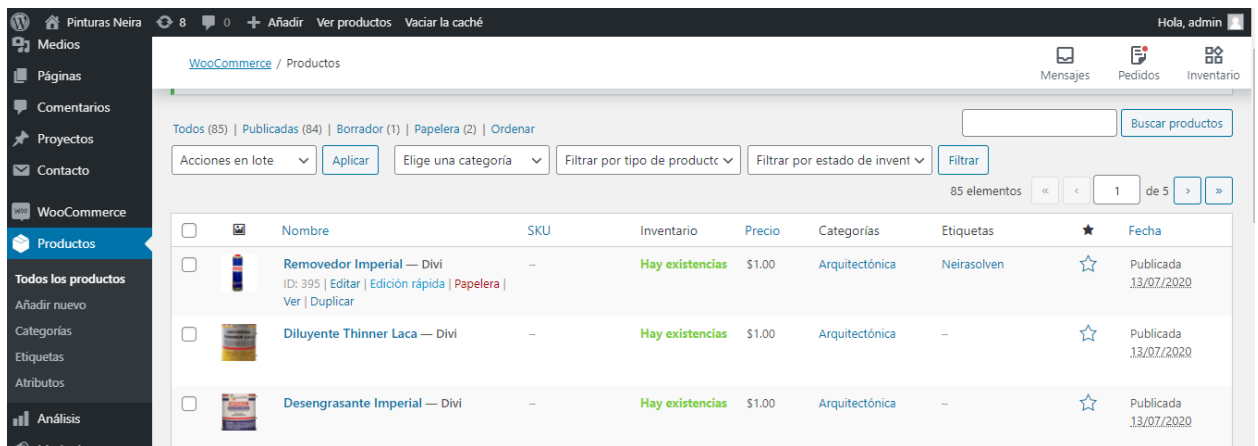 Pinturas Neira 8 0 + Añadir Ver productos Vaciar la caché Hola, admin
Medios
Páginas
Comentarios
Proyectos
Contacto
WooCommerce
Productos
Todos los productos
Añadir nuevo
Categorías
Etiquetas
Atributos
Análisis
WooCommerce / Productos
Mensajes Pedidos Inventario
Todos (85) | Publicadas (84) | Borrador (1) | Papelera (2) | Ordenar
Buscar productos
Acciones en lote Aplicar Elige una categoría Filtrar por tipo de producto Filtrar por estado de invent Filtrar
85 elementos « ‹ 1 de 5 › »
Nombre SKU Inventario Precio Categorías Etiquetas Fecha
Removedor Imperial — Divi – Hay existencias $1.00 Arquitectónica Neirasolven Publicada
ID: 395 | Editar | Edición rápida | Papelera | 13/07/2020
Ver | Duplicar
Diluyente Thinner Laca — Divi – Hay existencias $1.00 Arquitectónica – Publicada
13/07/2020
Desengrasante Imperial — Divi – Hay existencias $1.00 Arquitectónica – Publicada
13/07/2020